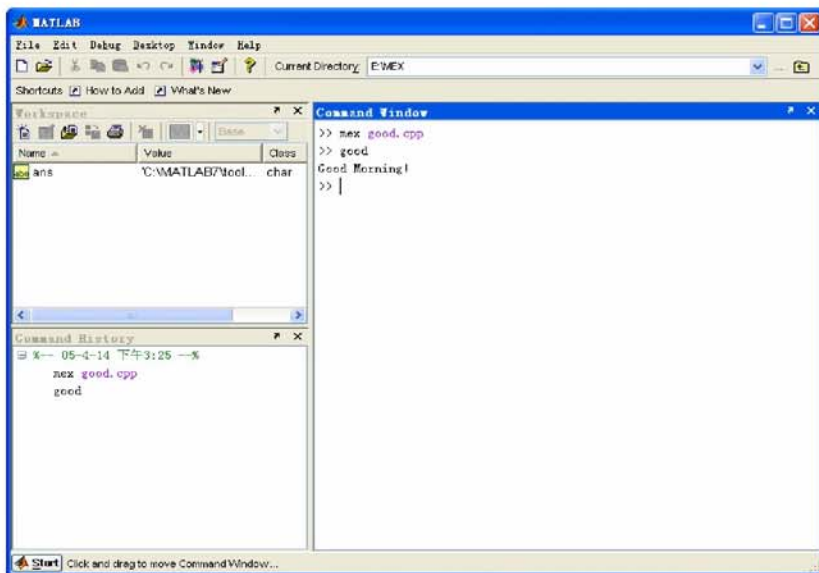 MATLAB
File Edit Debug Desktop Window Help
Current Directory: E:\MEX
Shortcuts How to Add What's New
Workspace
Base
Name Value Class
ans 'C:\MATLAB7\tool... char
Command History
%-- 05-4-14 下午3:25 --%
mex good.cpp
good
Command Window
>> mex good.cpp
>> good
Good Morning!
>>
Start Click and drag to move Command Window...